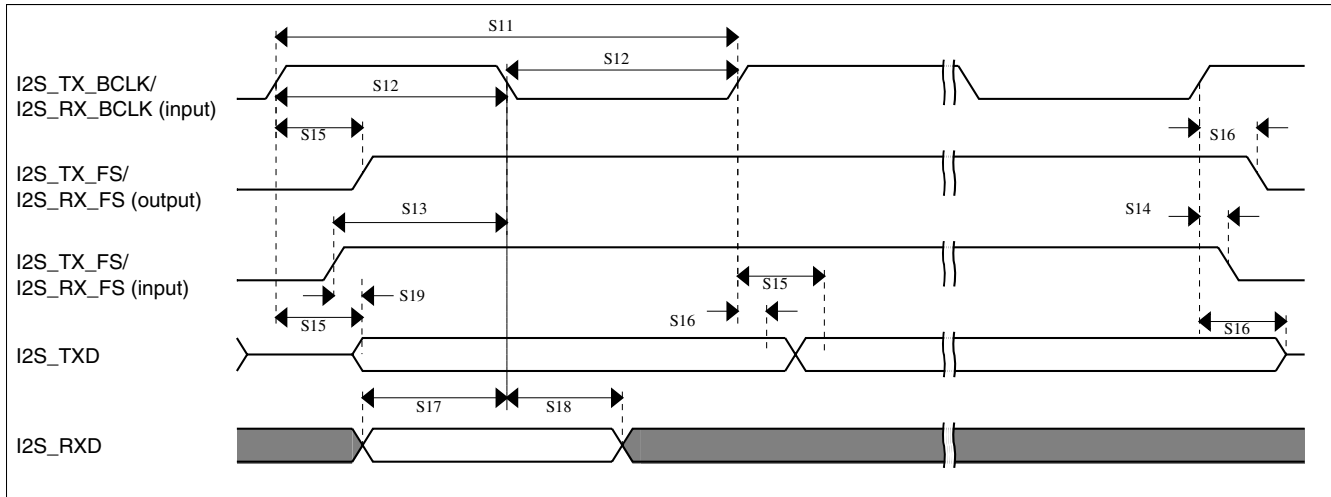 S11
I2S_TX_BCLK/
I2S_RX_BCLK (input)
S12
S12
S15
S16
I2S_TX_FS/
I2S_RX_FS (output)
S13
S14
I2S_TX_FS/
I2S_RX_FS (input)
S19
S15
S15
S16
S16
I2S_TXD
S17
S18
I2S_RXD